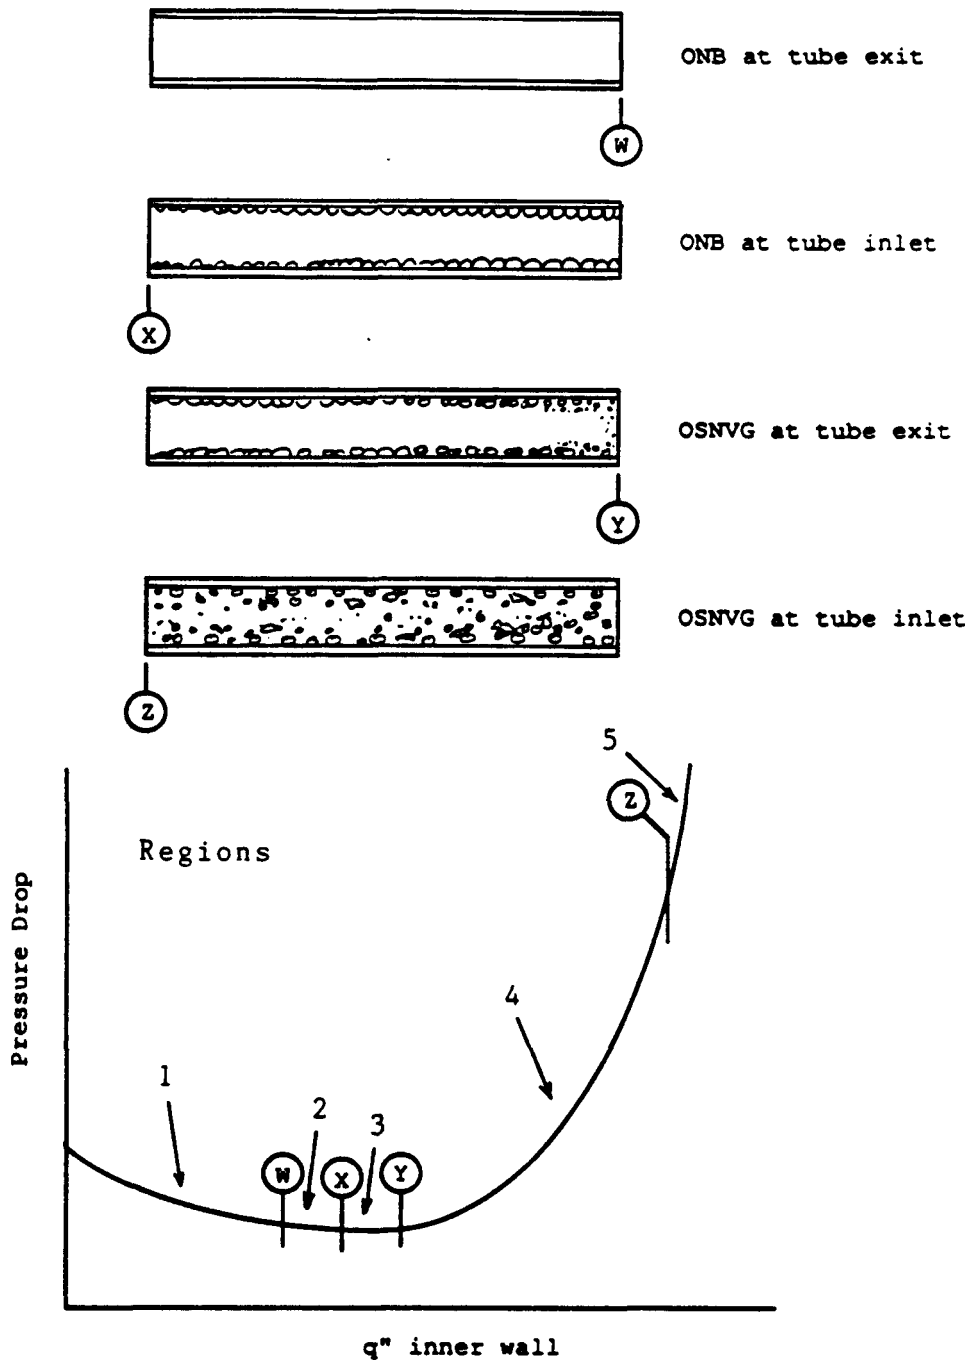 ONB at tube exit
W
ONB at tube inlet
X
OSNVG at tube exit
Y
OSNVG at tube inlet
Z
5
Z
Regions
4
1
2
3
W
X
Y
Pressure Drop
q" inner wall